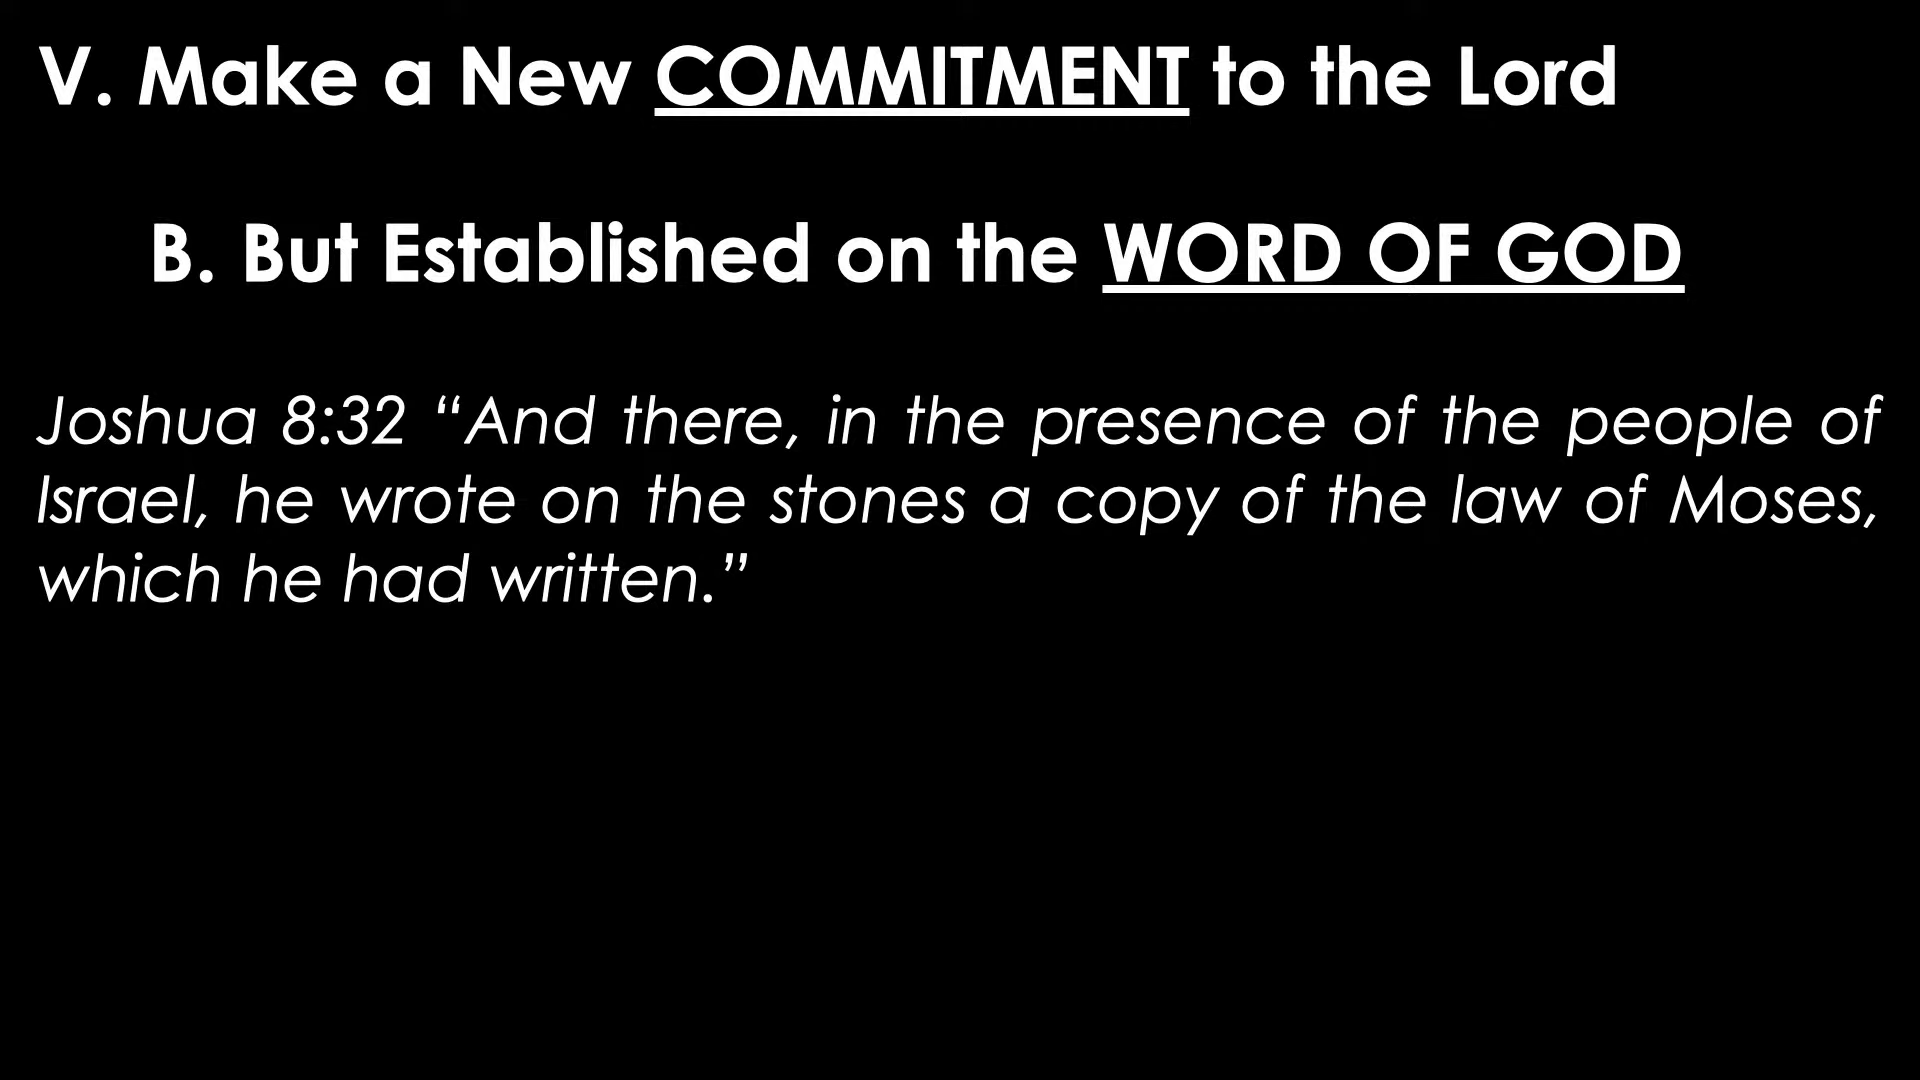 V. Make a New COMMITMENT to the Lord
B. But Established on the WORD OF GOD
Joshua 8:32 “And there, in the presence of the people of
Israel, he wrote on the stones a copy of the law of Moses,
which he had written.”